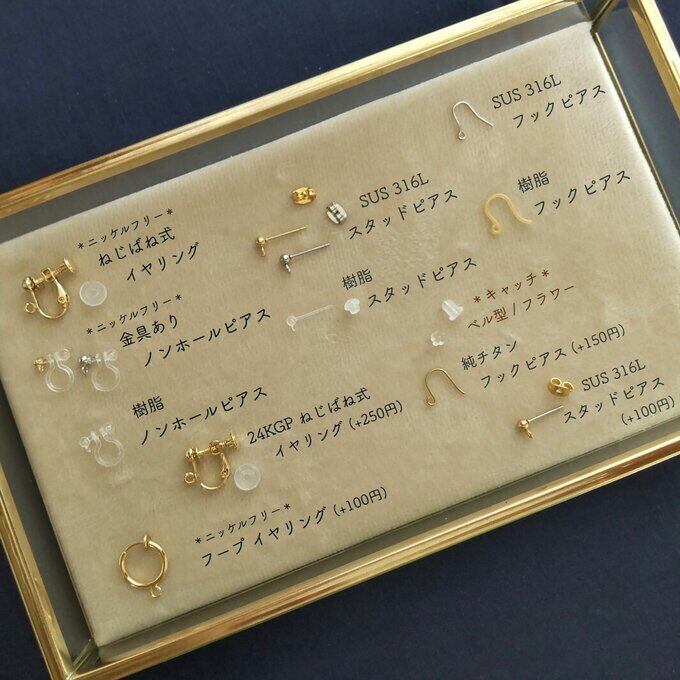 SUS 316L
フックピアス
SUS 316L
スタッドピアス
樹脂
フックピアス
*ニッケルフリー*
ねじばね式
イヤリング
樹脂
スタッドピアス
*キャッチ*
ベル型/フラワー
*ニッケルフリー*
金具あり
ノンホールピアス
純チタン
フックピアス(+150円)
樹脂
ノンホールピアス
24KGP ねじばね式
イヤリング(+250円)
SUS 316L
スタッドピアス
(+100円)
*ニッケルフリー*
フープ イヤリング(+100円)